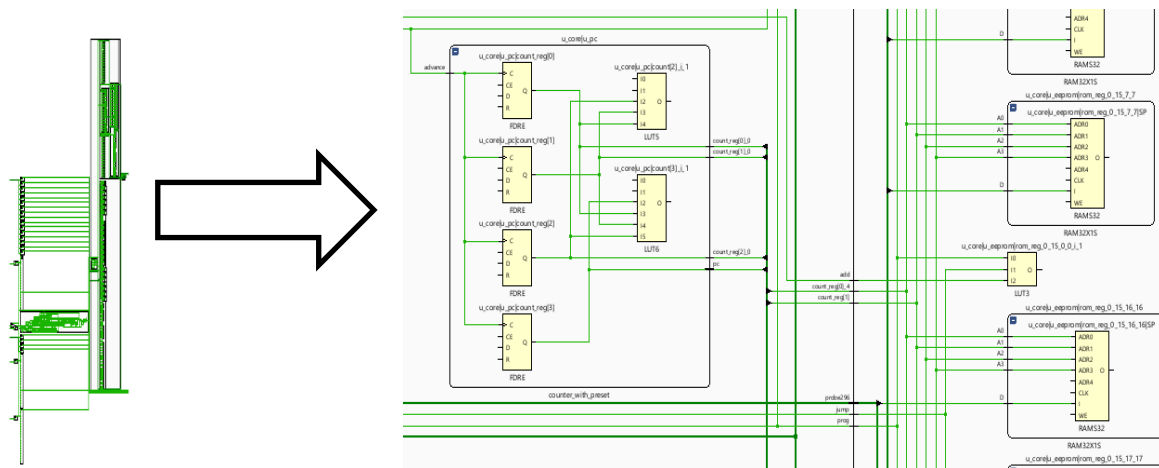 u_core|u_pc
u_core|u_pc|count_reg[0]
advance
C
CE
D
R
Q
FDRE
u_core|u_pc|count[2]_i_1
I0
I1
I2
I3
I4
O
LUT5
u_core|u_pc|count_reg[1]
C
CE
D
R
Q
FDRE
count_reg[0]_0
count_reg[1]_0
u_core|u_pc|count[3]_i_1
I0
I1
I2
I3
I4
I5
O
LUT6
u_core|u_pc|count_reg[2]
C
CE
D
R
Q
FDRE
count_reg[2]_0
pc
u_core|u_pc|count_reg[3]
C
CE
D
R
Q
FDRE
counter_with_preset
add
count_reg[0]_4
count_reg[1]
probe296
jump
prog
ADR4
CLK
D
I
WE
RAMS32
RAM32X1S
u_core|u_eeprom|rom_reg_0_15_7_7
u_core|u_eeprom|rom_reg_0_15_7_7|SP
A0
A1
A2
A3
ADR0
ADR1
ADR2
ADR3
O
ADR4
CLK
D
I
WE
RAMS32
RAM32X1S
u_core|u_eeprom|rom_reg_0_15_0_0_i_1
I0
I1
I2
O
LUT3
u_core|u_eeprom|rom_reg_0_15_16_16
u_core|u_eeprom|rom_reg_0_15_16_16|SP
A0
A1
A2
A3
ADR0
ADR1
ADR2
ADR3
O
ADR4
CLK
D
I
WE
RAMS32
RAM32X1S
u_core|u_eeprom|rom_reg_0_15_17_17